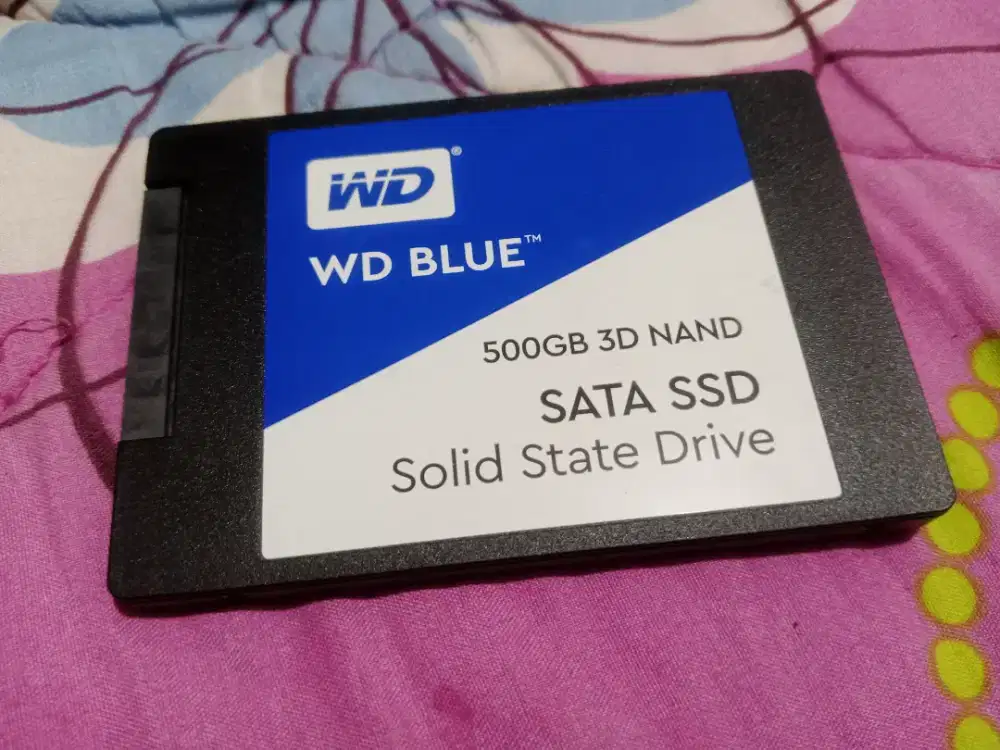 WD®
WD BLUE™
500GB 3D NAND
SATA SSD
Solid State Drive